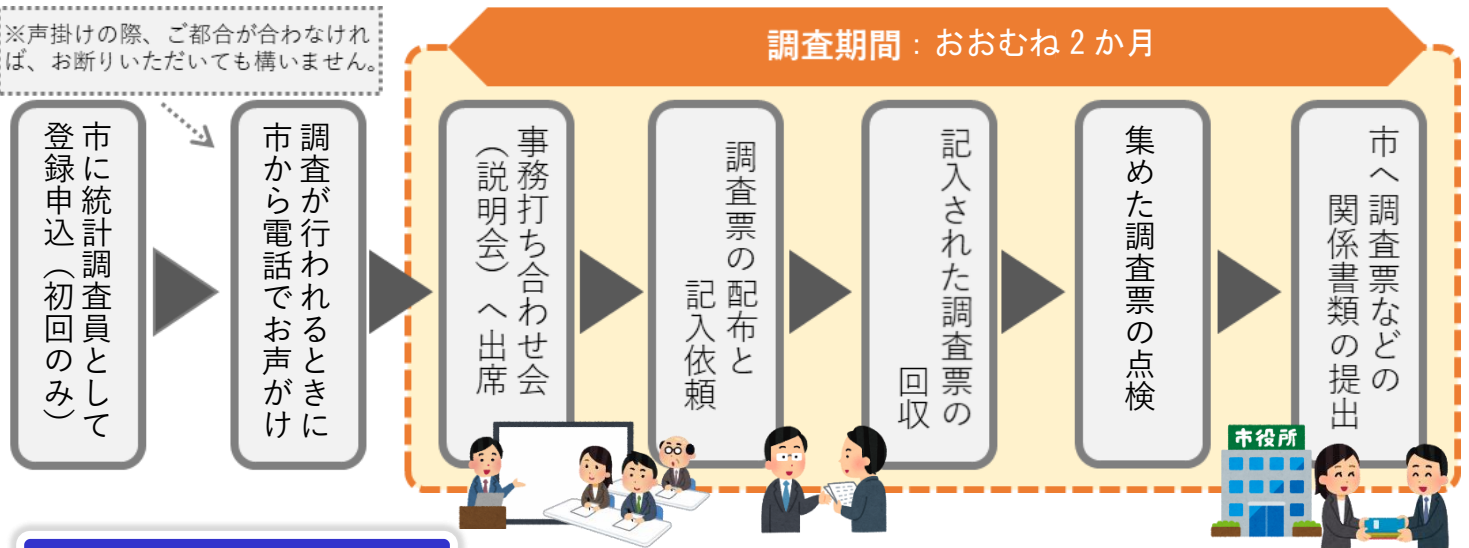 ※声掛けの際、ご都合が合わなけれ
ば、お断りいただいても構いません。
調査期間：おおむね２か月
市に統計調査員として
登録申込（初回のみ）
調査が行われるときに
市から電話でお声がけ
事務打ち合わせ会
（説明会）へ出席
調査票の配布と
記入依頼
記入された調査票の
回収
集めた調査票の点検
市へ調査票などの
関係書類の提出
市役所